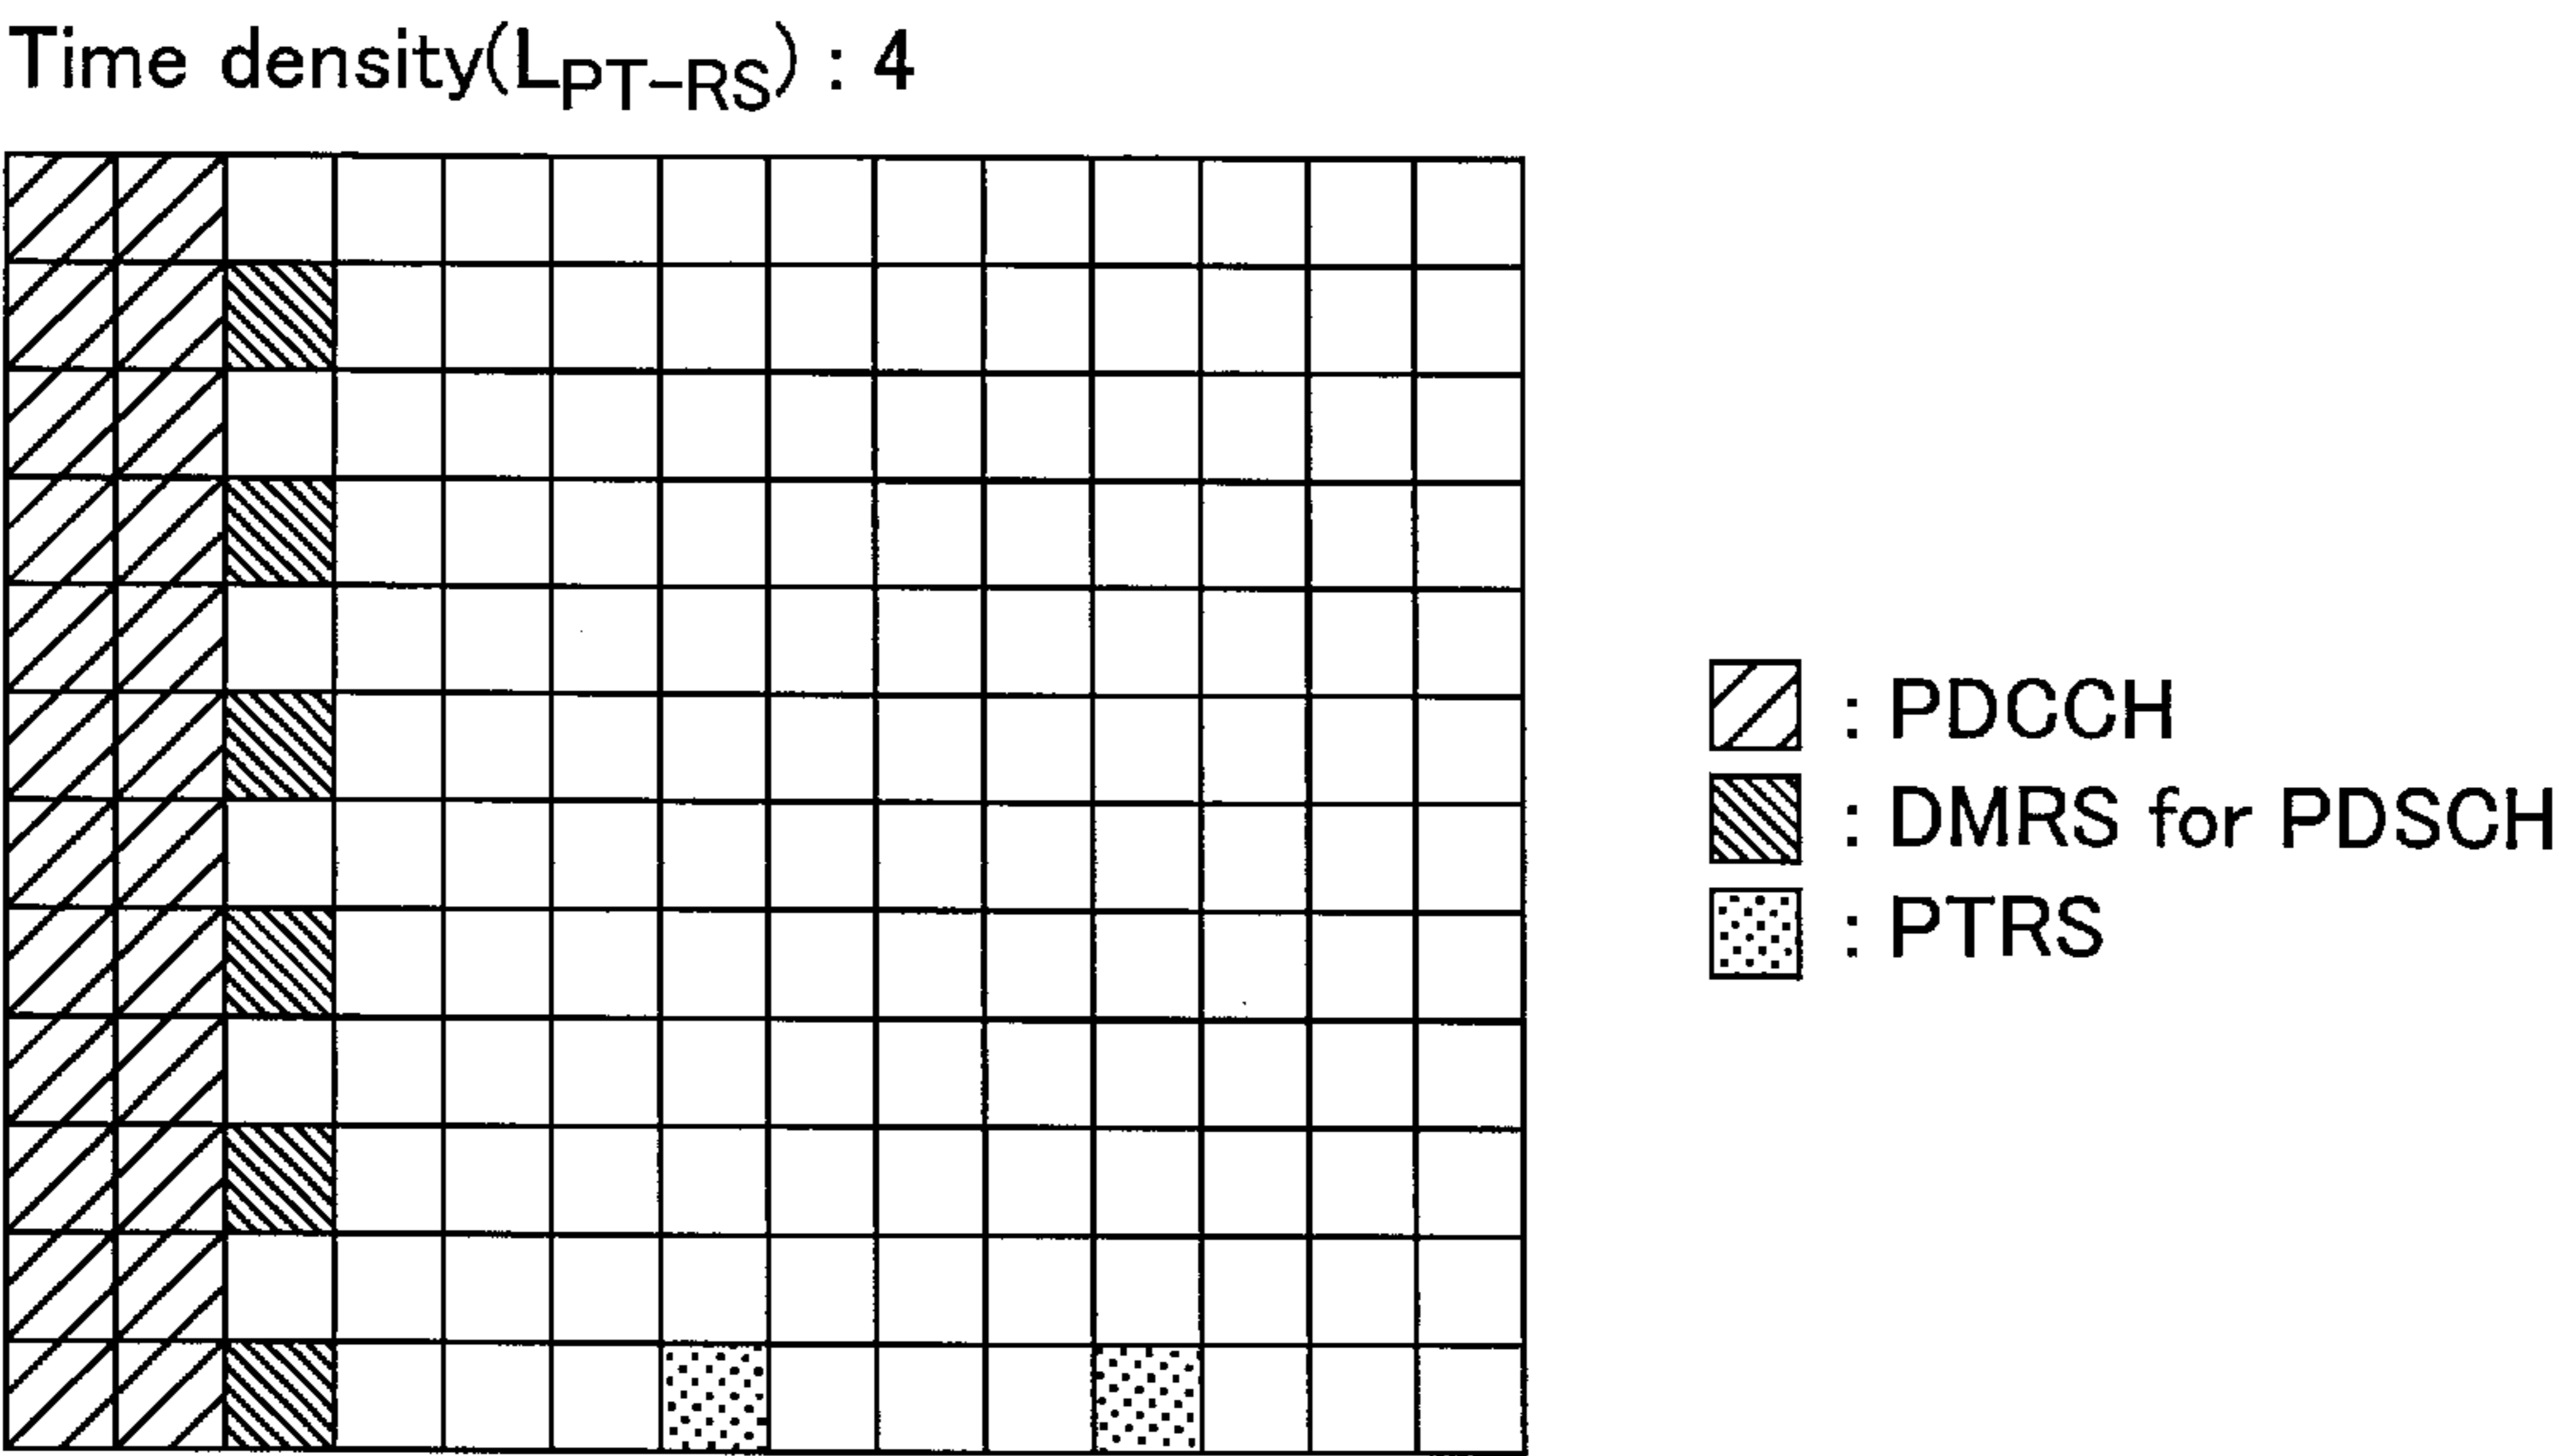 Time density(LPT-RS) : 4
: PDCCH
: DMRS for PDSCH
: PTRS